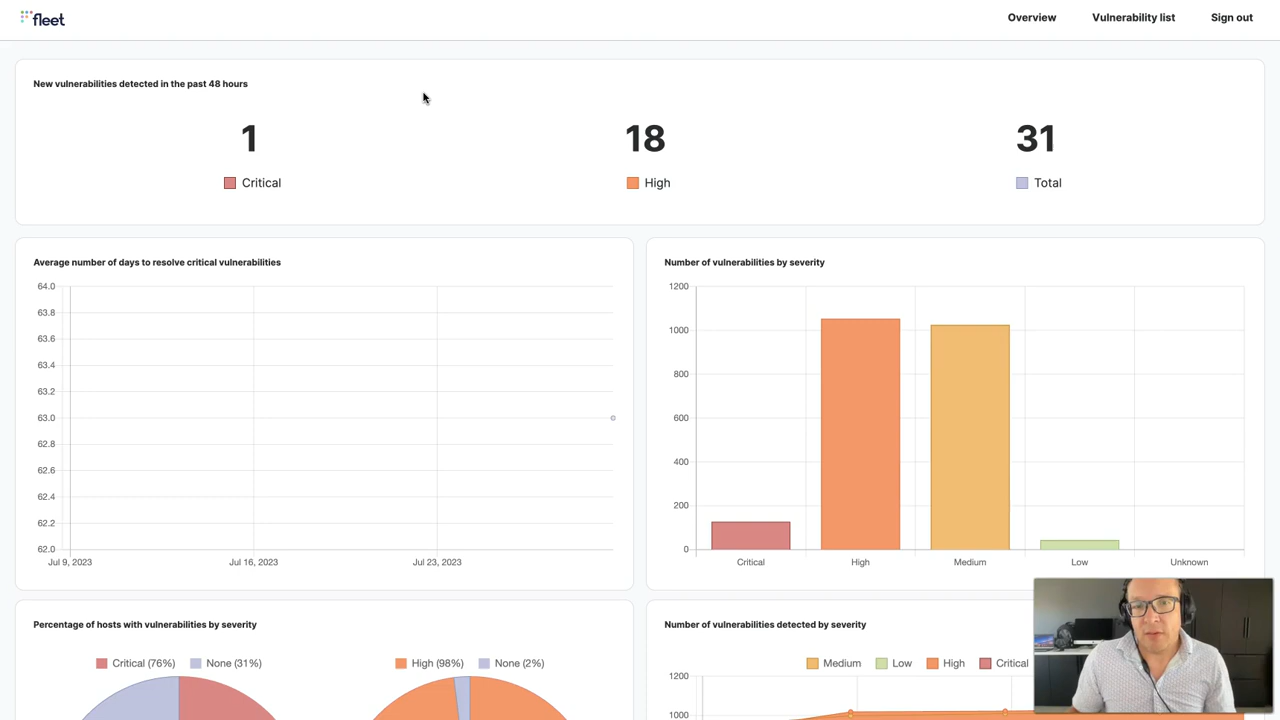 fleet
Overview Vulnerability list Sign out
New vulnerabilities detected in the past 48 hours
1 18 31
Critical High Total
Average number of days to resolve critical vulnerabilities
64.0
63.8
63.6
63.4
63.2
63.0
62.8
62.6
62.4
62.2
62.0
Jul 9, 2023 Jul 16, 2023 Jul 23, 2023
Number of vulnerabilities by severity
1200
1000
800
600
400
200
0
Critical High Medium Low Unknown
Percentage of hosts with vulnerabilities by severity
Critical (76%) None (31%) High (98%) None (2%)
Number of vulnerabilities detected by severity
Medium Low High Critical
1200
1000